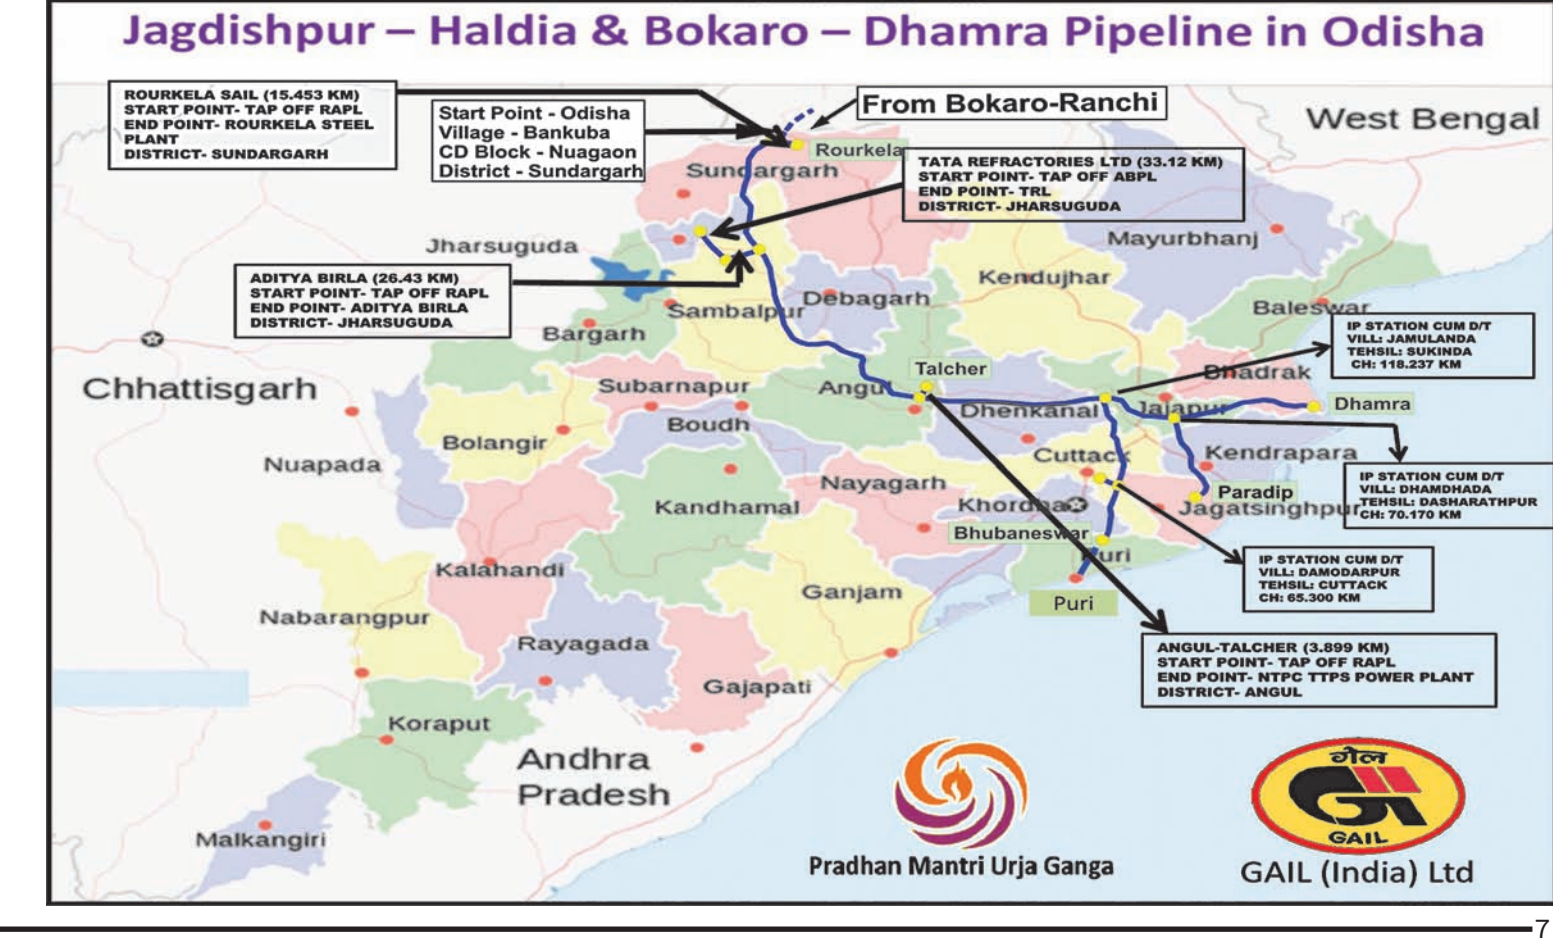 Jagdishpur – Haldia & Bokaro – Dhamra Pipeline in Odisha
ROURKELA SAIL (15.453 KM)
START POINT- TAP OFF RAPL
END POINT- ROURKELA STEEL
PLANT
DISTRICT- SUNDARGARH
Start Point - Odisha
Village - Bankuba
CD Block - Nuagaon
District - Sundargarh
From Bokaro-Ranchi
West Bengal
Rourkela
Sundargarh
TATA REFRACTORIES LTD (33.12 KM)
START POINT- TAP OFF ABPL
END POINT- TRL
DISTRICT- JHARSUGUDA
Jharsuguda
Mayurbhanj
ADITYA BIRLA (26.43 KM)
START POINT- TAP OFF RAPL
END POINT- ADITYA BIRLA
DISTRICT- JHARSUGUDA
Kendujhar
Debagarh
Sambalpur
Baleswar
Bargarh
IP STATION CUM D/T
VILL: JAMULANDA
TEHSIL: SUKINDA
CH: 118.237 KM
Chhattisgarh
Talcher
Bhadrak
Subarnapur
Angul
Dhenkanal
Jajapur
Dhamra
Boudh
Bolangir
Nuapada
Cuttack
Kendrapara
Nayagarh
Kandhamal
Khordha
Paradip
Jagatsinghpur
IP STATION CUM D/T
VILL: DHAMDHADA
TEHSIL: DASHARATHPUR
CH: 70.170 KM
Bhubaneswar
Puri
Kalahandi
IP STATION CUM D/T
VILL: DAMODARPUR
TEHSIL: CUTTACK
CH: 65.300 KM
Ganjam
Puri
Nabarangpur
Rayagada
ANGUL-TALCHER (3.899 KM)
START POINT- TAP OFF RAPL
END POINT- NTPC TTPS POWER PLANT
DISTRICT- ANGUL
Gajapati
Koraput
Andhra
Pradesh
Malkangiri
Pradhan Mantri Urja Ganga
गेल
GAIL
GAIL (India) Ltd
7